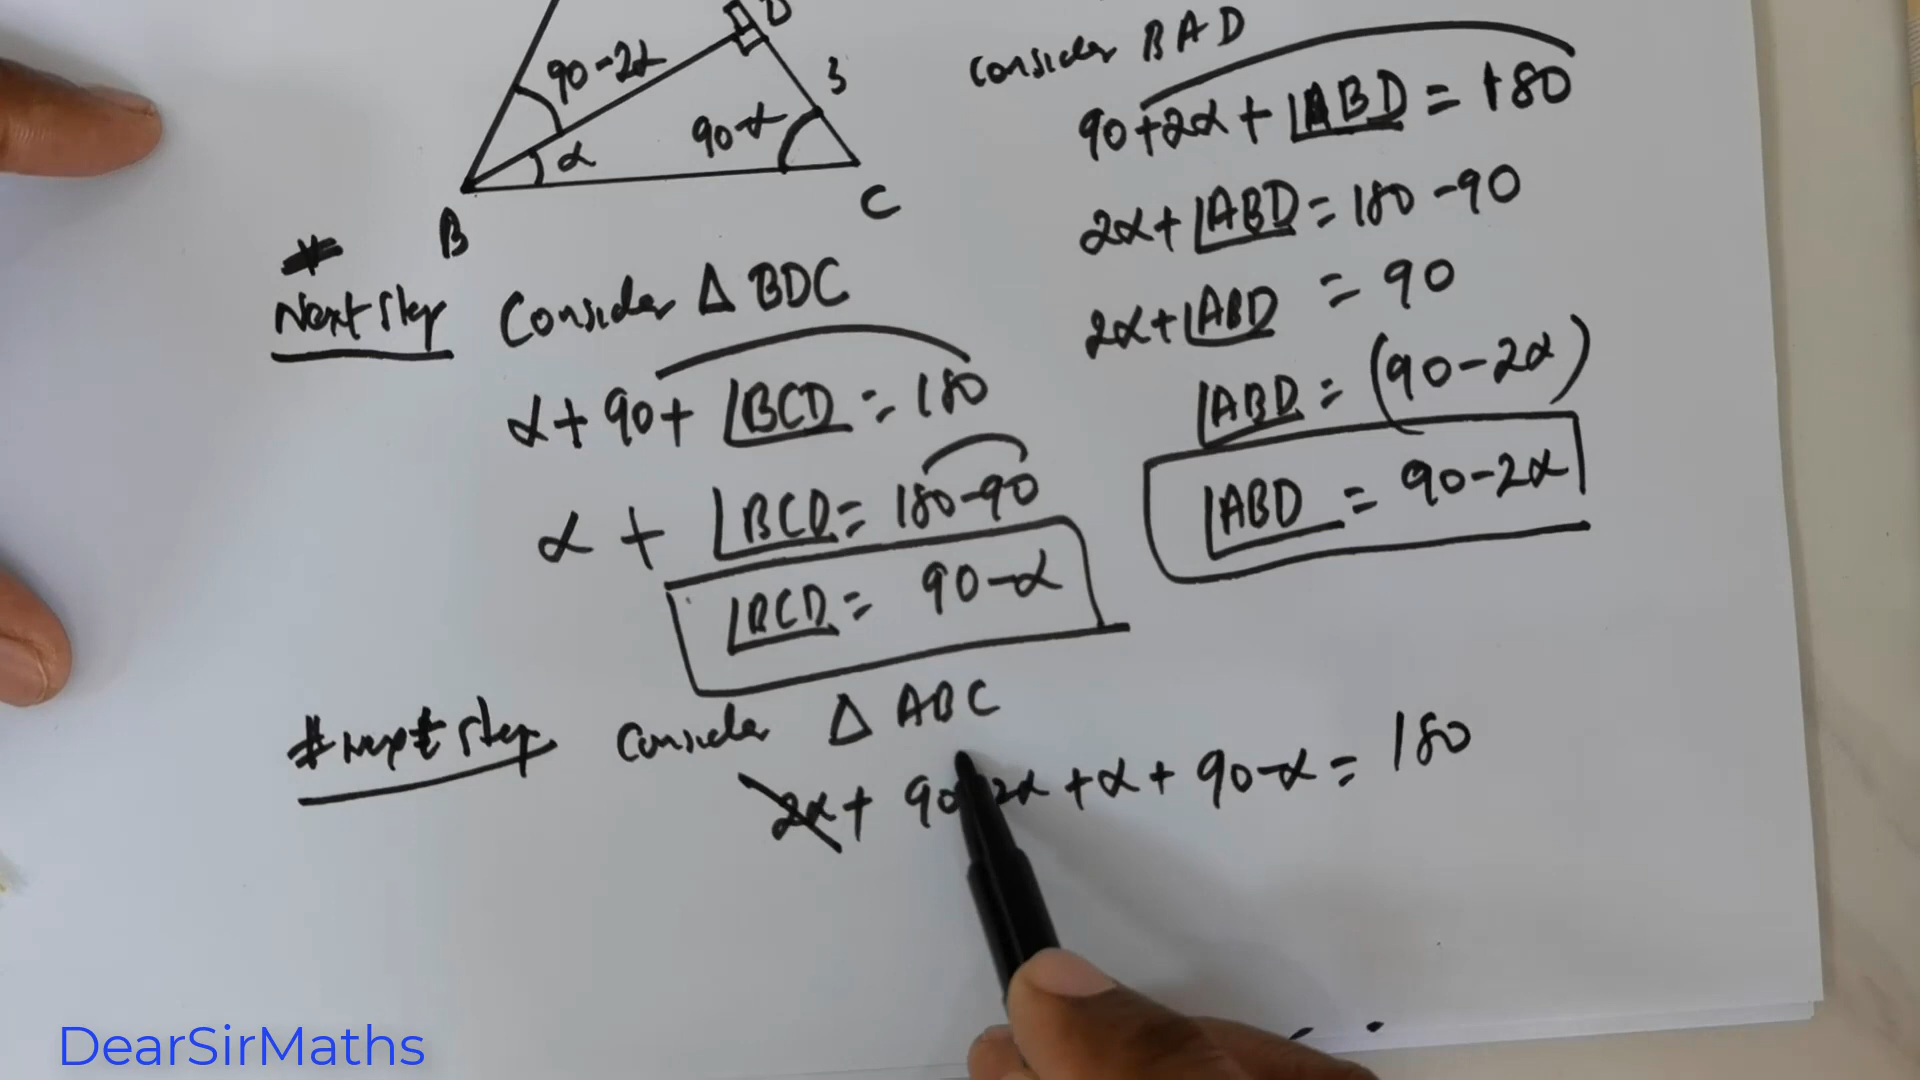 D
90-2α
3
90-α
α
B
C
Next step Consider Δ BDC
α + 90 + ∠BCD = 180
α + ∠BCD = 180-90
∠BCD = 90-α
Consider BAD
90+2α + ∠ABD = 180
2α + ∠ABD = 180-90
2α + ∠ABD = 90
∠ABD = (90-2α)
∠ABD = 90-2α
# Next step Consider Δ ABC
2α + 90 2α + α + 90-α = 180
DearSirMaths